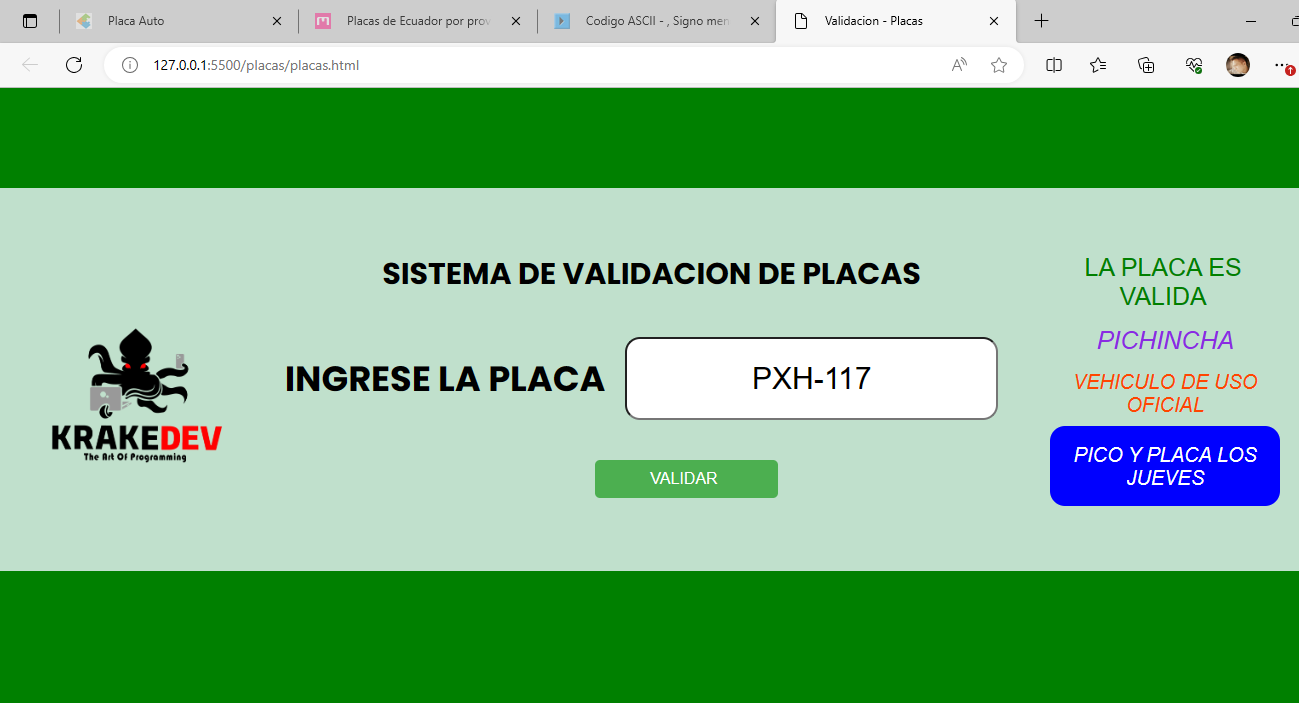 Placa Auto
Placas de Ecuador por prov
Codigo ASCII - , Signo men
Validacion - Placas
127.0.0.1:5500/placas/placas.html
SISTEMA DE VALIDACION DE PLACAS
INGRESE LA PLACA
PXH-117
VALIDAR
KRAKEDEV
The Art Of Programming
LA PLACA ES
VALIDA
PICHINCHA
VEHICULO DE USO
OFICIAL
PICO Y PLACA LOS
JUEVES